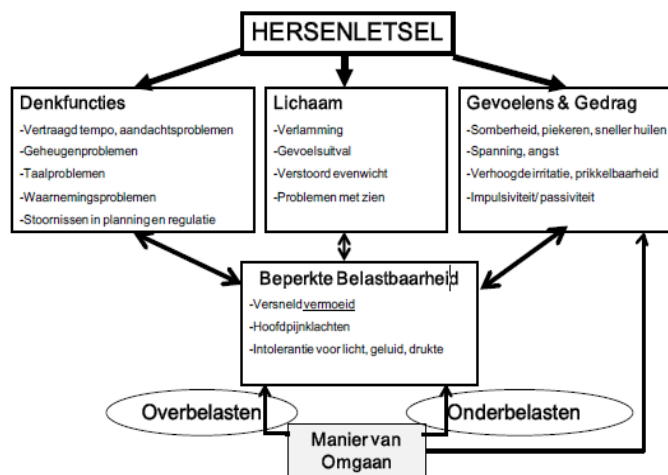 HERSENLETSEL
Denkfuncties
-Vertraagd tempo, aandachtsproblemen
-Geheugenproblemen
-Taalproblemen
-Waarnemingsproblemen
-Stoornissen in planning en regulatie
Lichaam
-Verlamming
-Gevoelsuitval
-Verstoord evenwicht
-Problemen met zien
Gevoelens & Gedrag
-Somberheid, piekeren, sneller huilen
-Spanning, angst
-Verhoogde irritatie, prikkelbaarheid
-Impulsiviteit/ passiviteit
Beperkte Belastbaarheid
-Versneld vermoeid
-Hoofdpijnklachten
-Intolerantie voor licht, geluid, drukte
Overbelasten
Onderbelasten
Manier van
Omgaan